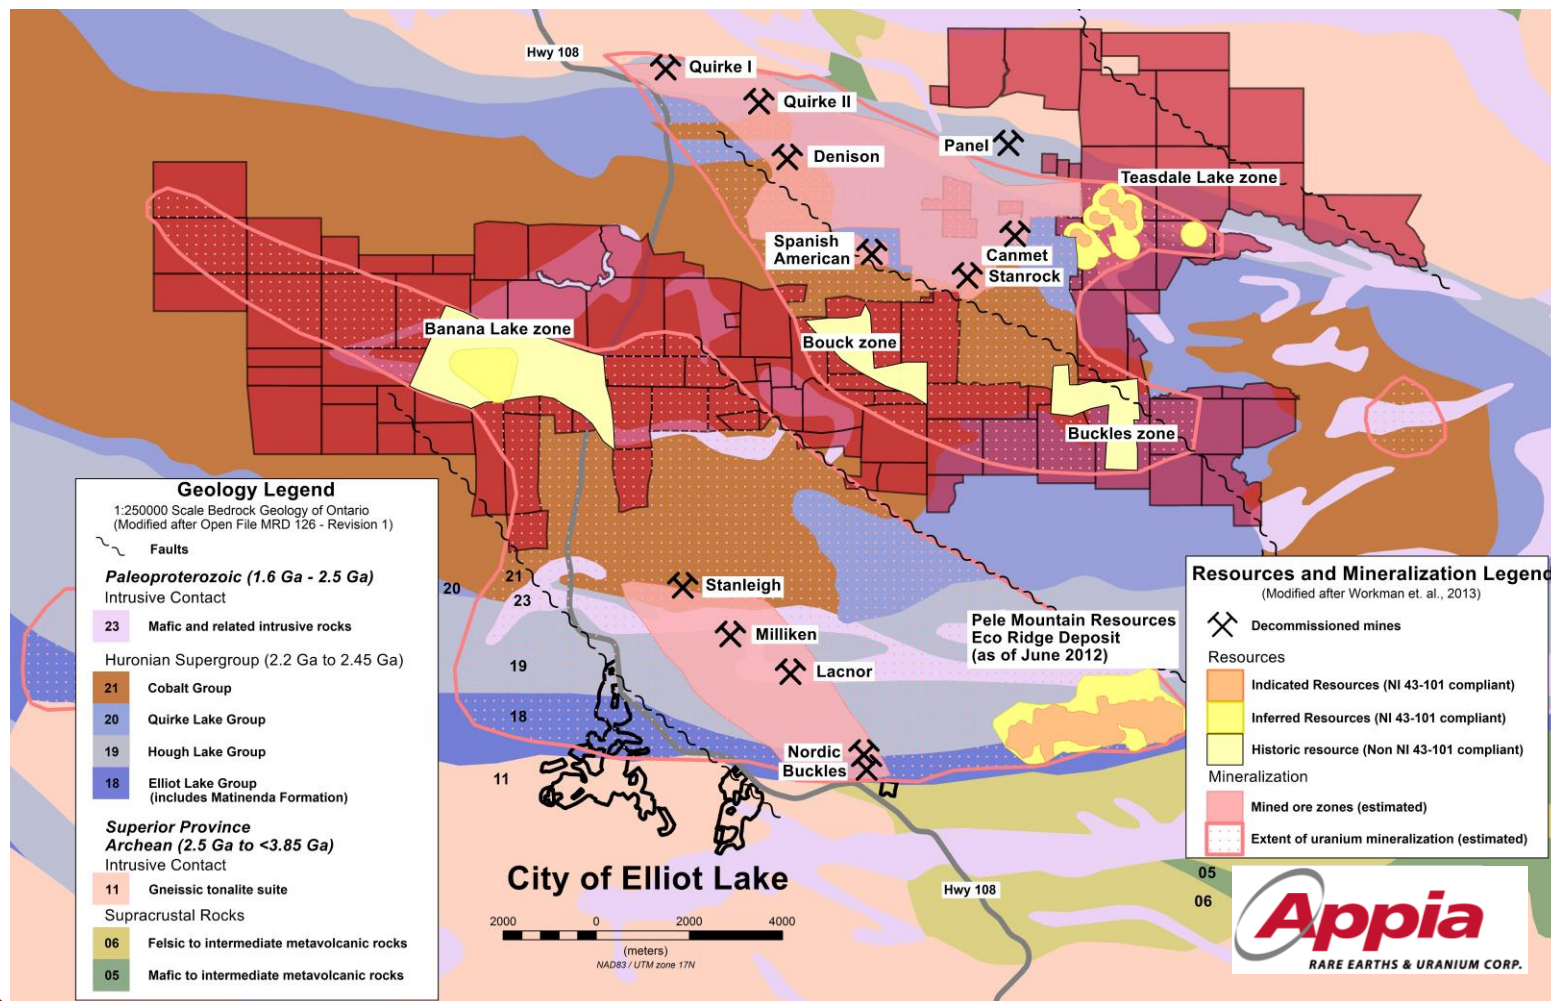 Hwy 108
Quirke I
Quirke II
Denison
Panel
Teasdale Lake zone
Spanish
American
Canmet
Stanrock
Banana Lake zone
Bouck zone
Buckles zone
Geology Legend
1:250000 Scale Bedrock Geology of Ontario
(Modified after Open File MRD 126 - Revision 1)
Faults
Paleoproterozoic (1.6 Ga - 2.5 Ga)
Intrusive Contact
23 Mafic and related intrusive rocks
Huronian Supergroup (2.2 Ga to 2.45 Ga)
21 Cobalt Group
20 Quirke Lake Group
19 Hough Lake Group
18 Elliot Lake Group
(includes Matinenda Formation)
Superior Province
Archean (2.5 Ga to <3.85 Ga)
Intrusive Contact
11 Gneissic tonalite suite
Supracrustal Rocks
06 Felsic to intermediate metavolcanic rocks
05 Mafic to intermediate metavolcanic rocks
20
21
23
19
18
11
Stanleigh
Milliken
Lacnor
Nordic
Buckles
Pele Mountain Resources
Eco Ridge Deposit
(as of June 2012)
City of Elliot Lake
2000 0 2000 4000
(meters)
NAD83 / UTM zone 17N
Hwy 108
Resources and Mineralization Legend
(Modified after Workman et. al., 2013)
Decommissioned mines
Resources
Indicated Resources (NI 43-101 compliant)
Inferred Resources (NI 43-101 compliant)
Historic resource (Non NI 43-101 compliant)
Mineralization
Mined ore zones (estimated)
Extent of uranium mineralization (estimated)
05
06
Appia
RARE EARTHS & URANIUM CORP.